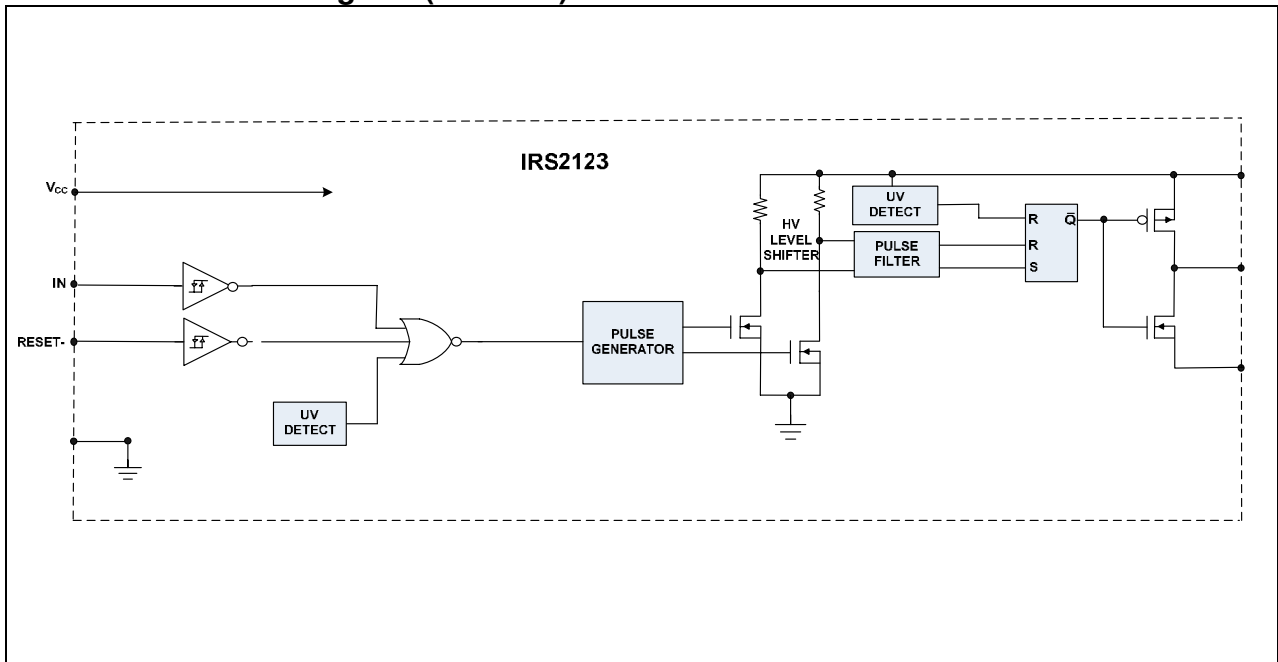 IRS2123
VCC
IN
RESET-
UV
DETECT
PULSE
GENERATOR
HV
LEVEL
SHIFTER
UV
DETECT
PULSE
FILTER
R
R
S
Q̅